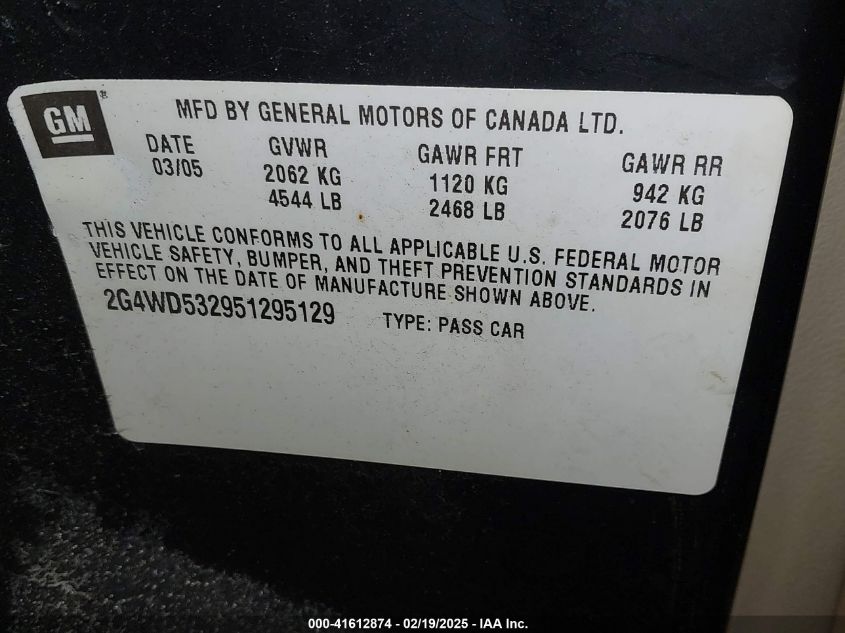 GM ®
MFD BY GENERAL MOTORS OF CANADA LTD.
DATE GVWR GAWR FRT GAWR RR
03/05 2062 KG 1120 KG 942 KG
4544 LB 2468 LB 2076 LB
THIS VEHICLE CONFORMS TO ALL APPLICABLE U.S. FEDERAL MOTOR
VEHICLE SAFETY, BUMPER, AND THEFT PREVENTION STANDARDS IN
EFFECT ON THE DATE OF MANUFACTURE SHOWN ABOVE.
2G4WD532951295129 TYPE: PASS CAR
000-41612874 - 02/19/2025 - IAA Inc.